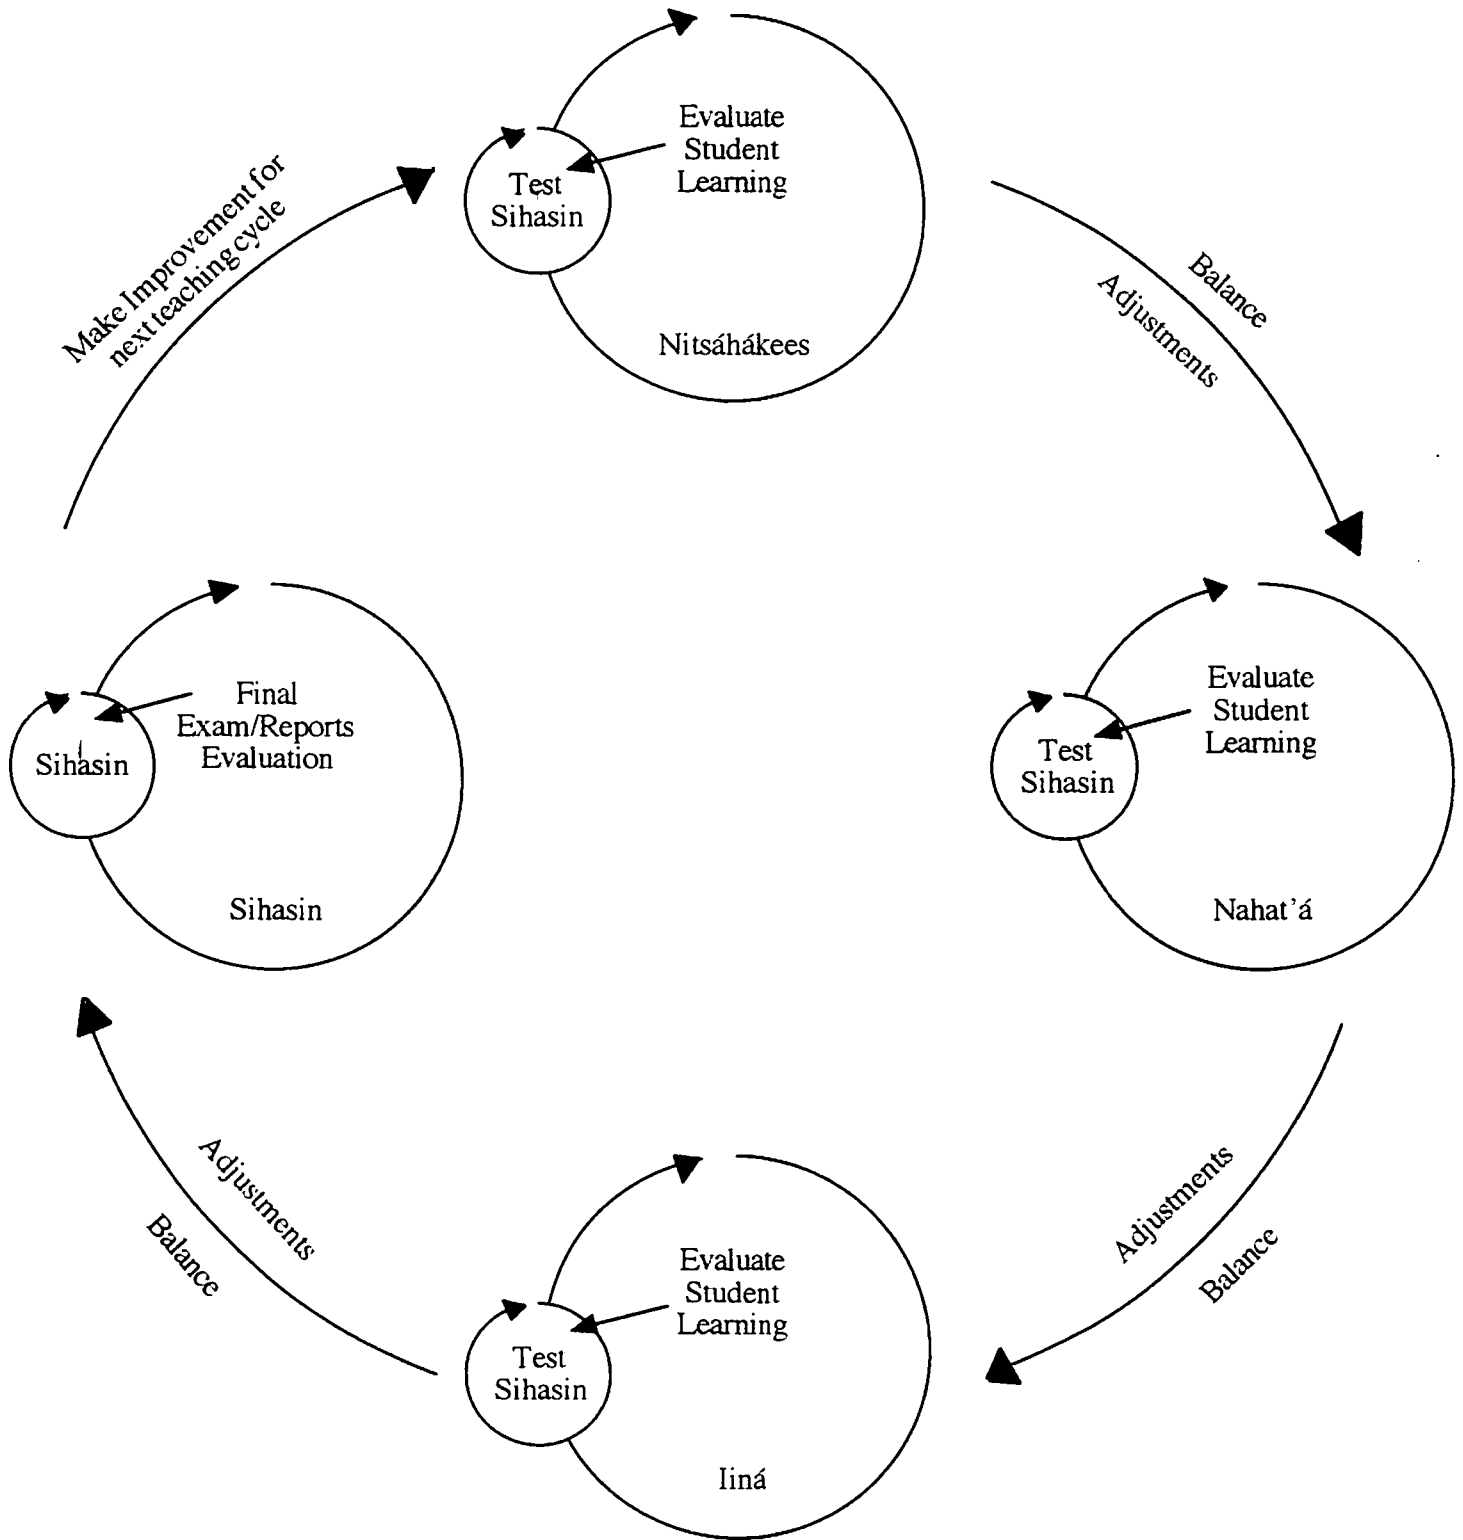 Evaluate
Student
Learning
Test
Sihasin
Nitsáhákees
Balance
Adjustments
Evaluate
Student
Learning
Test
Sihasin
Nahat'á
Adjustments
Balance
Evaluate
Student
Learning
Test
Sihasin
Iiná
Adjustments
Balance
Final
Exam/Reports
Evaluation
Sihasin
Sihasin
Make Improvement for
next teaching cycle